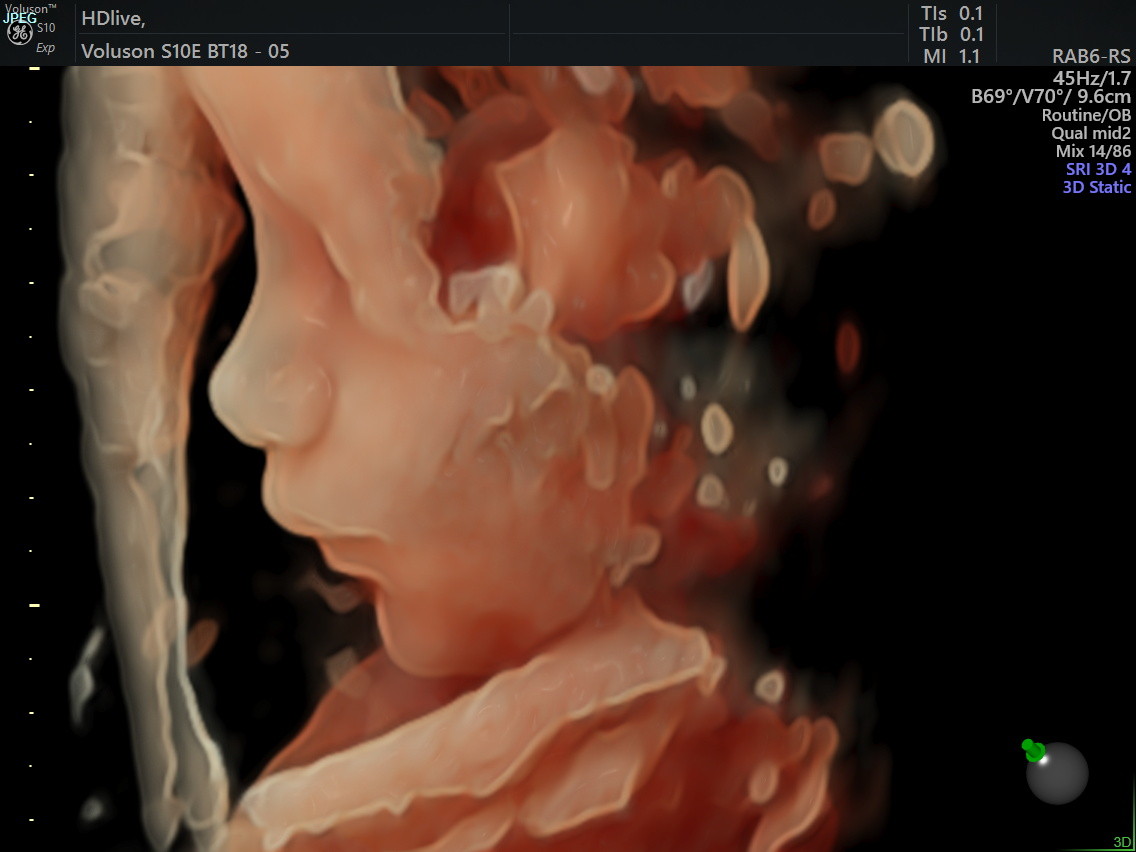 Voluson™
JPEG
S10
Exp
HDlive,
Voluson S10E BT18 - 05
TIs 0.1
TIb 0.1
MI 1.1
RAB6-RS
45Hz/1.7
B69°/V70°/ 9.6cm
Routine/OB
Qual mid2
Mix 14/86
SRI 3D 4
3D Static
3D